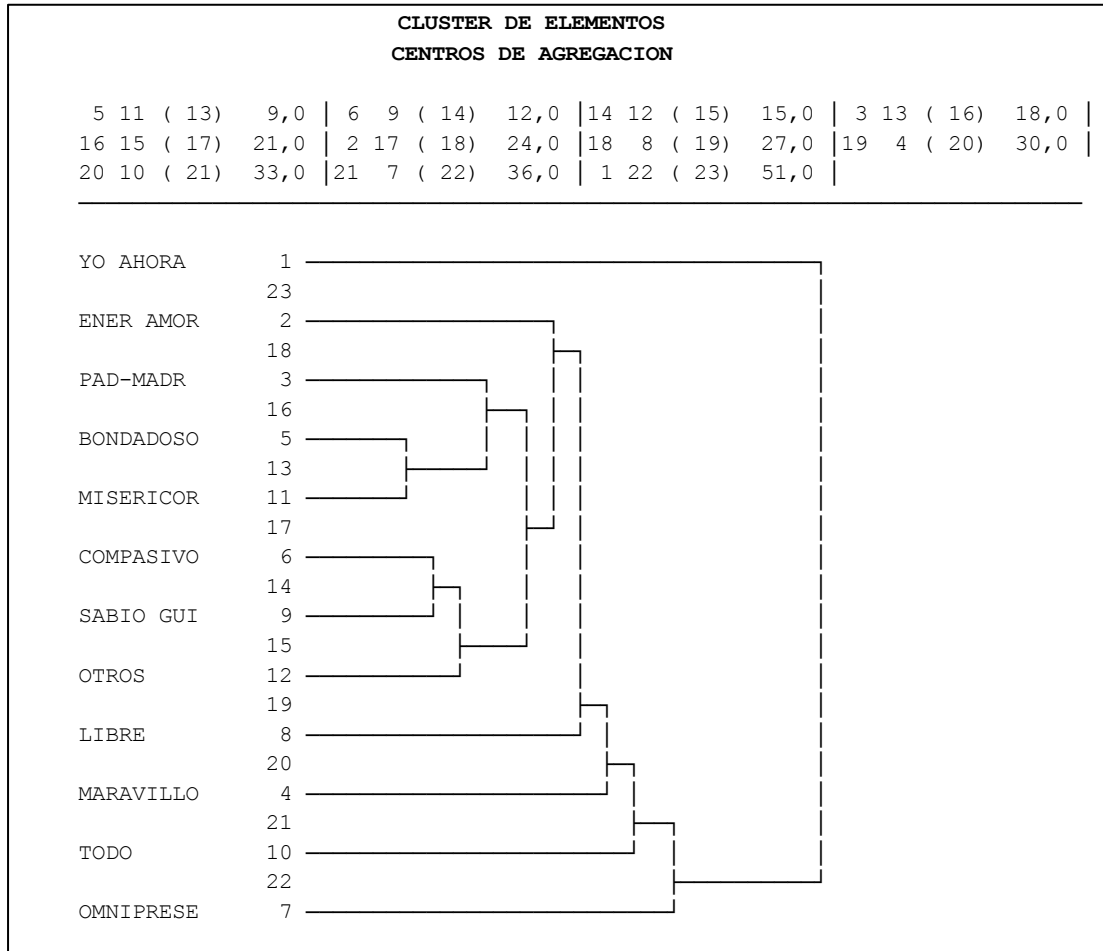 CLUSTER DE ELEMENTOS
CENTROS DE AGREGACION
5 11 ( 13) 9,0 | 6 9 ( 14) 12,0 |14 12 ( 15) 15,0 | 3 13 ( 16) 18,0 |
16 15 ( 17) 21,0 | 2 17 ( 18) 24,0 |18 8 ( 19) 27,0 |19 4 ( 20) 30,0 |
20 10 ( 21) 33,0 |21 7 ( 22) 36,0 | 1 22 ( 23) 51,0 |
YO AHORA 1
23
ENER AMOR 2
18
PAD-MADR 3
16
BONDADOSO 5
13
MISERICOR 11
17
COMPASIVO 6
14
SABIO GUI 9
15
OTROS 12
19
LIBRE 8
20
MARAVILLO 4
21
TODO 10
22
OMNIPRESE 7